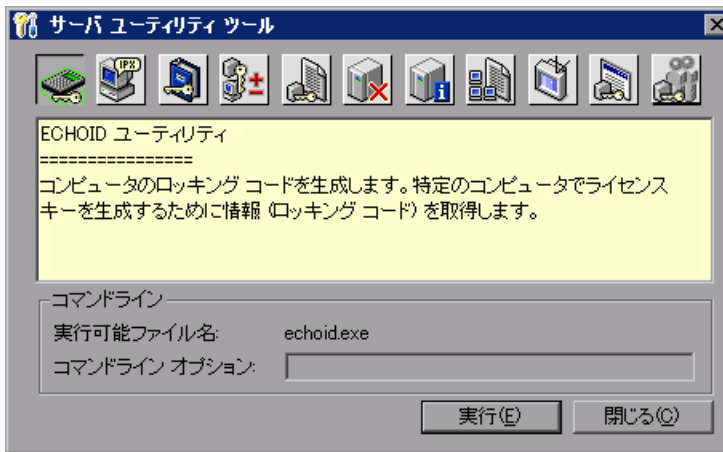 サーバ ユーティリティ ツール
IPX
ECHOID ユーティリティ
================
コンピュータのロッキング コードを生成します。特定のコンピュータでライセンス
キーを生成するために情報 (ロッキング コード) を取得します。
コマンドライン
実行可能ファイル名: echoid.exe
コマンドライン オプション:
実行(E) 閉じる(C)